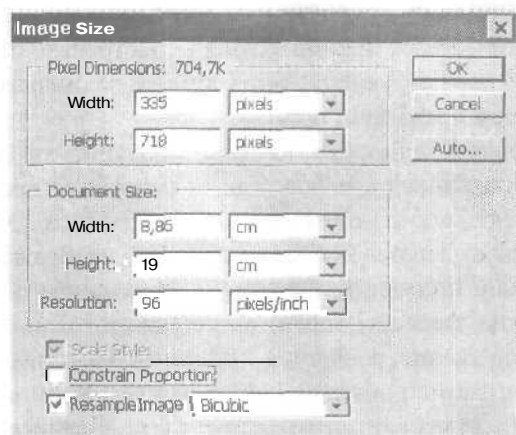 Image Size
Pixel Dimensions: 704,7K
OK
Width: 335 pixels
Cancel
Height: 718 pixels
Auto...
Document Size:
Width: 8,86 cm
Height: 19 cm
Resolution: 96 pixels/inch
Scale Styles
Constrain Proportion
Resample Image Bicubic